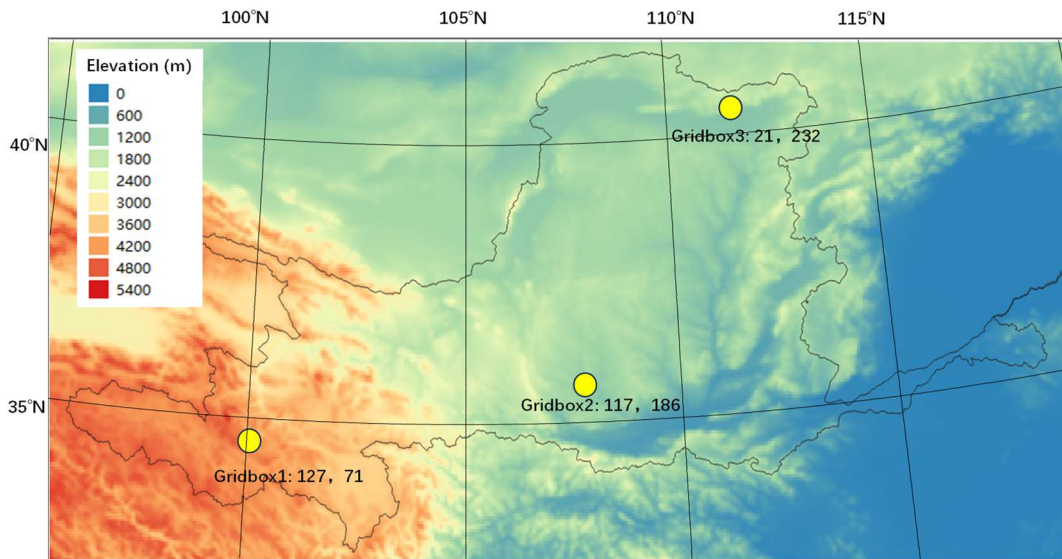 100°N
105°N
110°N
115°N
Elevation (m)
0
600
1200
1800
2400
3000
3600
4200
4800
5400
40°N
35°N
Gridbox3: 21, 232
Gridbox2: 117, 186
Gridbox1: 127, 71